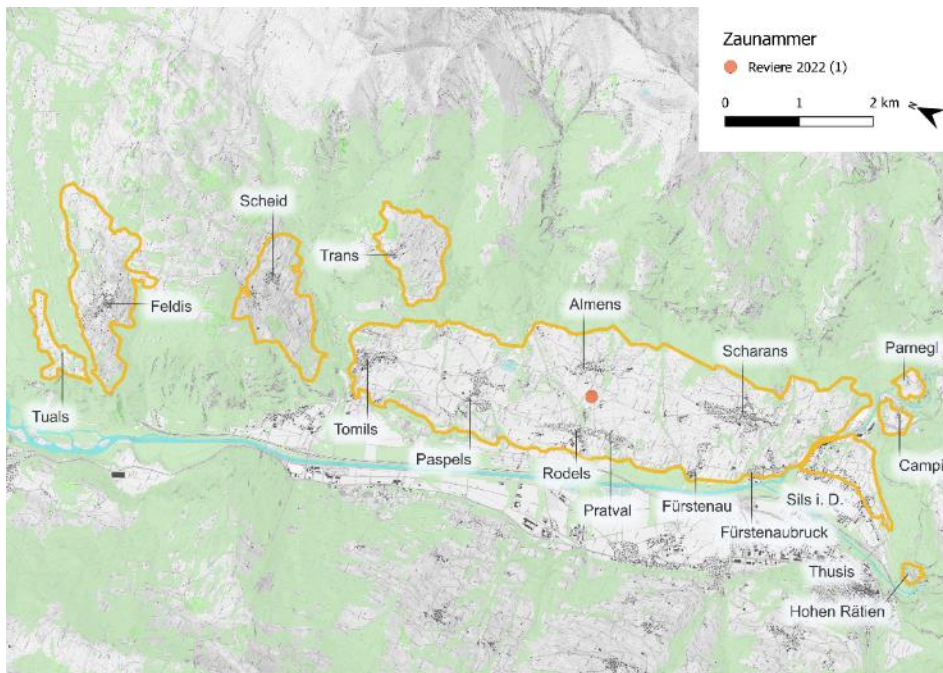 Zaunammer
Reviere 2022 (1)
0 1 2 km
N
Scheid
Trans
Feldis
Almens
Scharans
Parnegl
Tuals
Tomils
Paspels
Rodels
Pratval
Fürstenau
Fürstenaubruck
Sils i. D.
Campi
Thusis
Hohen Rätien